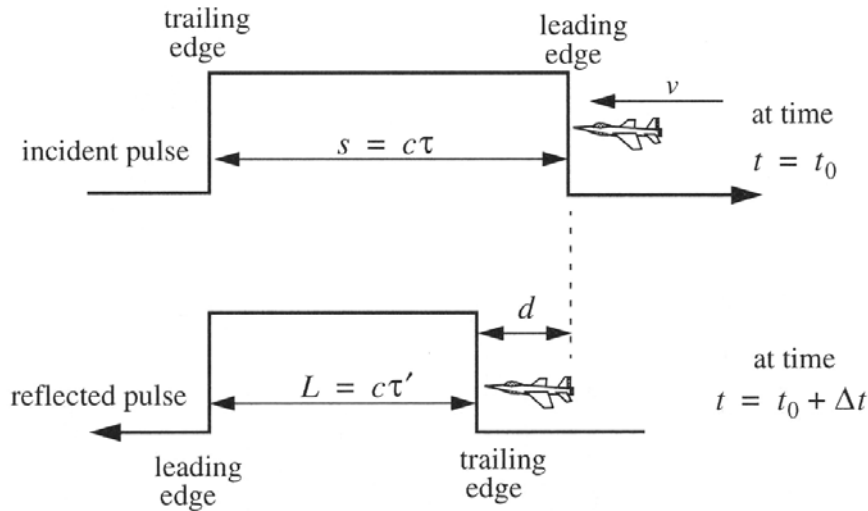 trailing
edge
leading
edge
v
incident pulse
s = cτ
at time
t = t₀
d
reflected pulse
L = cτ′
at time
t = t₀ + Δt
leading
edge
trailing
edge